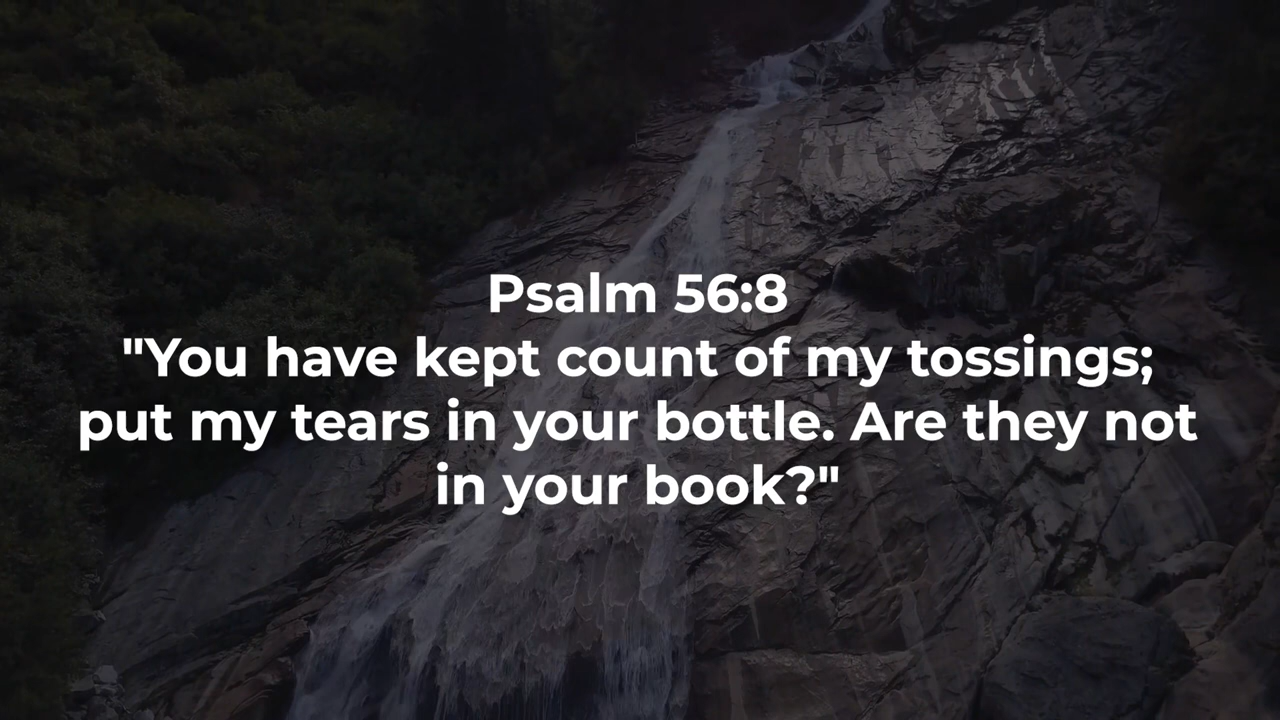 Psalm 56:8
"You have kept count of my tossings;
put my tears in your bottle. Are they not
in your book?"